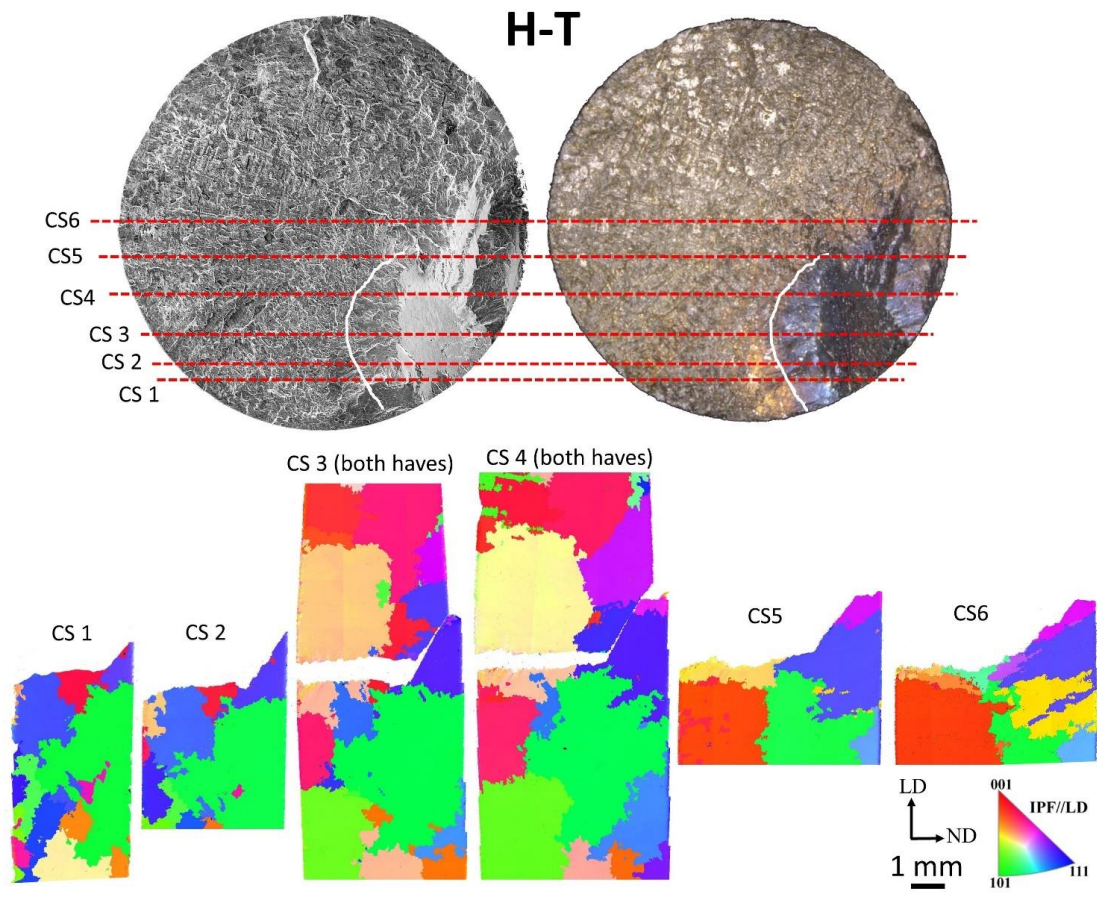 H-T
CS6
CS5
CS4
CS 3
CS 2
CS 1
CS 3 (both haves)
CS 4 (both haves)
CS 1
CS 2
CS5
CS6
LD
ND
1 mm
001
IPF//LD
101
111